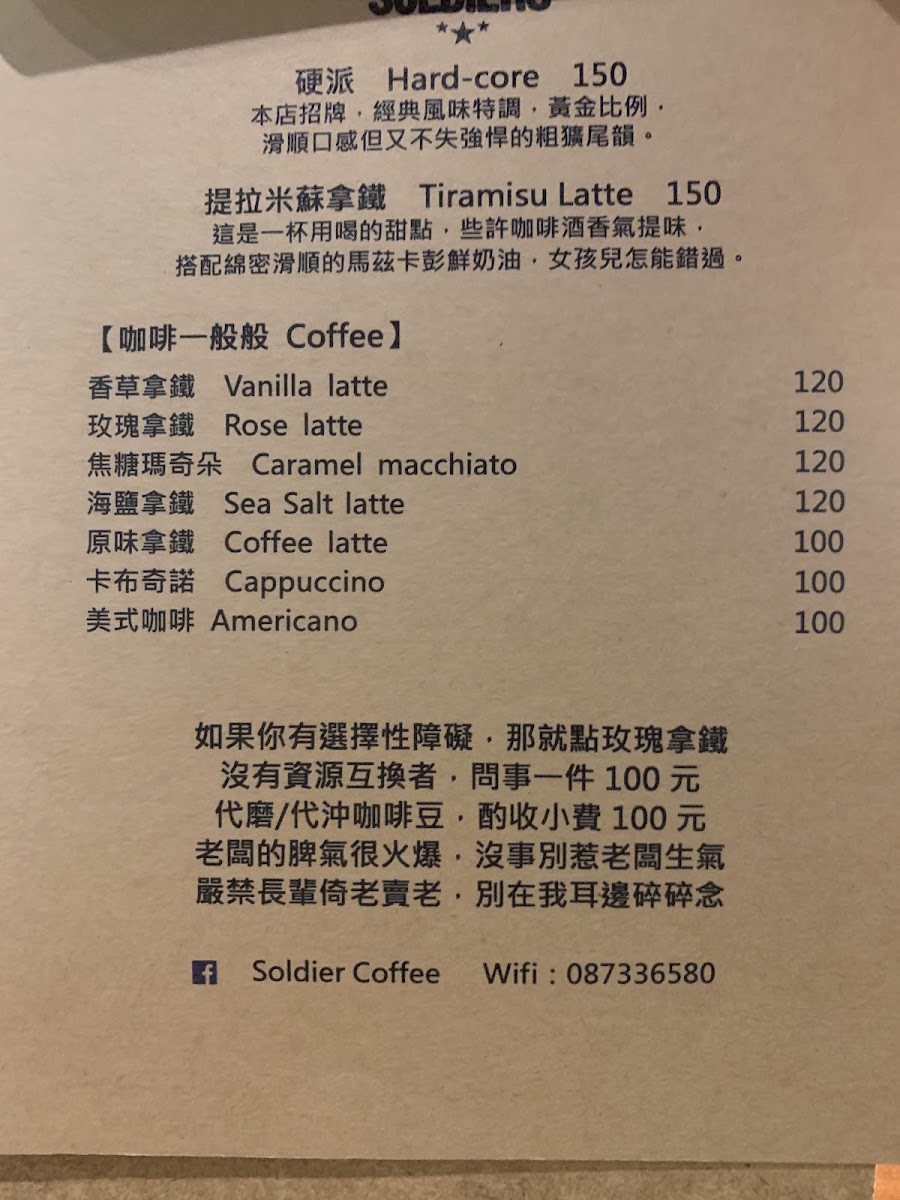 SOLDIERS
硬派 Hard-core 150
本店招牌，經典風味特調，黃金比例，
滑順口感但又不失強悍的粗獷尾韻。
提拉米蘇拿鐵 Tiramisu Latte 150
這是一杯用喝的甜點，些許咖啡酒香氣提味，
搭配綿密滑順的馬茲卡彭鮮奶油，女孩兒怎能錯過。
【咖啡一般般 Coffee】
香草拿鐵 Vanilla latte 120
玫瑰拿鐵 Rose latte 120
焦糖瑪奇朵 Caramel macchiato 120
海鹽拿鐵 Sea Salt latte 120
原味拿鐵 Coffee latte 100
卡布奇諾 Cappuccino 100
美式咖啡 Americano 100
如果你有選擇性障礙，那就點玫瑰拿鐵
沒有資源互換者，問事一件 100 元
代磨/代沖咖啡豆，酌收小費 100 元
老闆的脾氣很火爆，沒事別惹老闆生氣
嚴禁長輩倚老賣老，別在我耳邊碎碎念
Soldier Coffee Wifi：087336580